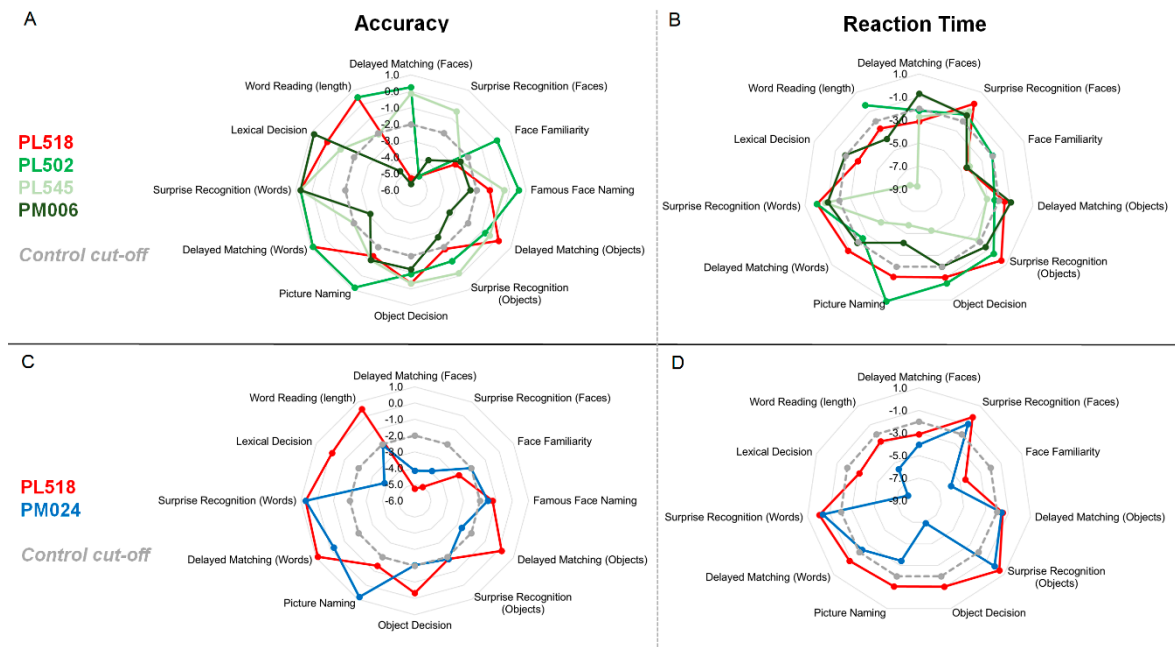 A
Accuracy
B
Reaction Time
PL518
PL502
PL545
PM006
Control cut-off
Delayed Matching (Faces)
Surprise Recognition (Faces)
Face Familiarity
Famous Face Naming
Delayed Matching (Objects)
Surprise Recognition
(Objects)
Object Decision
Picture Naming
Delayed Matching (Words)
Surprise Recognition (Words)
Lexical Decision
Word Reading (length)
1.0
0.0
-1.0
-2.0
-3.0
-4.0
-5.0
-6.0
Delayed Matching (Faces)
Surprise Recognition (Faces)
Face Familiarity
Delayed Matching (Objects)
Surprise Recognition
(Objects)
Object Decision
Picture Naming
Delayed Matching (Words)
Surprise Recognition (Words)
Lexical Decision
Word Reading (length)
1.0
-1.0
-3.0
-5.0
-7.0
-9.0
C
D
PL518
PM024
Control cut-off
Delayed Matching (Faces)
Surprise Recognition (Faces)
Face Familiarity
Famous Face Naming
Delayed Matching (Objects)
Surprise Recognition
(Objects)
Object Decision
Picture Naming
Delayed Matching (Words)
Surprise Recognition (Words)
Lexical Decision
Word Reading (length)
1.0
0.0
-1.0
-2.0
-3.0
-4.0
-5.0
-6.0
Delayed Matching (Faces)
Surprise Recognition (Faces)
Face Familiarity
Delayed Matching (Objects)
Surprise Recognition
(Objects)
Object Decision
Picture Naming
Delayed Matching (Words)
Surprise Recognition (Words)
Lexical Decision
Word Reading (length)
1.0
-1.0
-3.0
-5.0
-7.0
-9.0